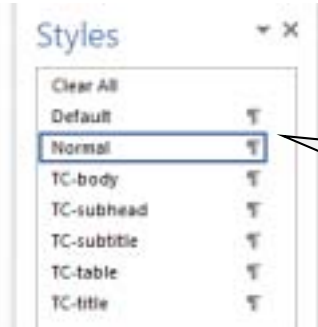 Styles
Clear All
Default ¶
Normal ¶
TC-body ¶
TC-subhead ¶
TC-subtitle ¶
TC-table ¶
TC-title ¶